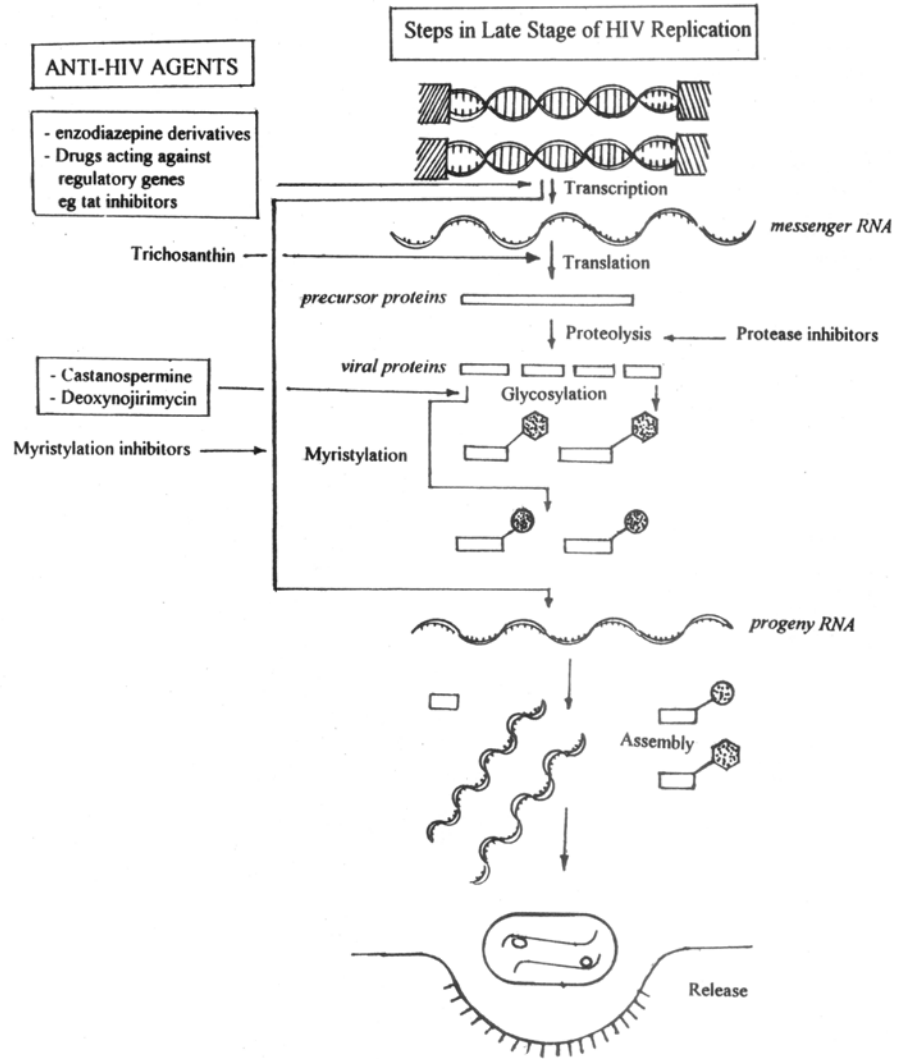 Steps in Late Stage of HIV Replication
ANTI-HIV AGENTS
- enzodiazepine derivatives
- Drugs acting against
regulatory genes
eg tat inhibitors
Transcription
messenger RNA
Trichosanthin
Translation
precursor proteins
Proteolysis
Protease inhibitors
viral proteins
- Castanospermine
- Deoxynojirimycin
Glycosylation
Myristylation inhibitors
Myristylation
progeny RNA
Assembly
Release